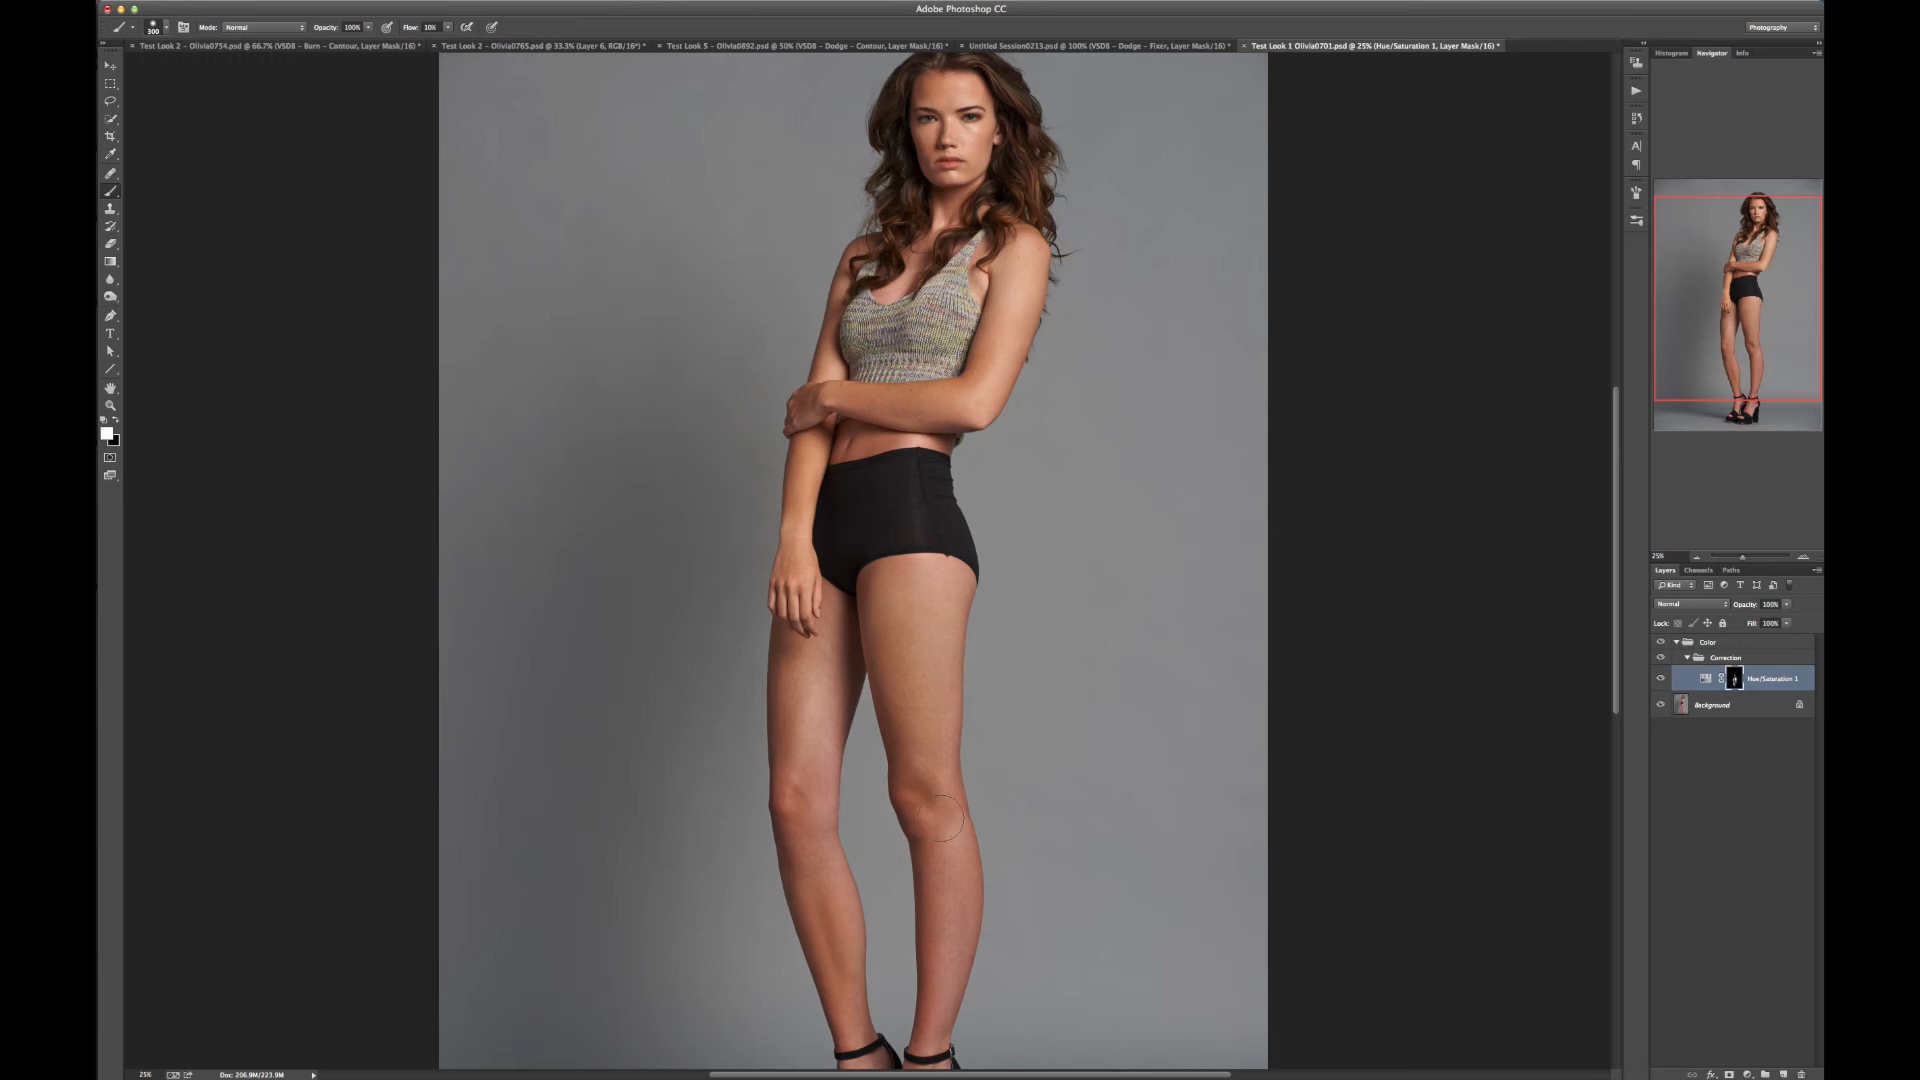 Adobe Photoshop CC
300 Mode: Normal Opacity: 100% Flow: 10% Photography
Test Look 2 - Olivia0754.psd @ 66.7% (VSDB - Burn - Contour, Layer Mask/16) * Test Look 2 - Olivia0765.psd @ 33.3% (Layer 6, RGB/16*) * Test Look 5 - Olivia0892.psd @ 50% (VSDB - Dodge - Contour, Layer Mask/16) * Untitled Session0213.psd @ 100% (VSDB - Dodge - Fixer, Layer Mask/16) * Test Look 1 Olivia0701.psd @ 25% (Hue/Saturation 1, Layer Mask/16) *
Histogram Navigator Info
25%
Layers Channels Paths
Kind
Normal Opacity: 100%
Lock: Fill: 100%
Color
Correction
Hue/Saturation 1
Background
25% Doc: 206.9M/223.9M